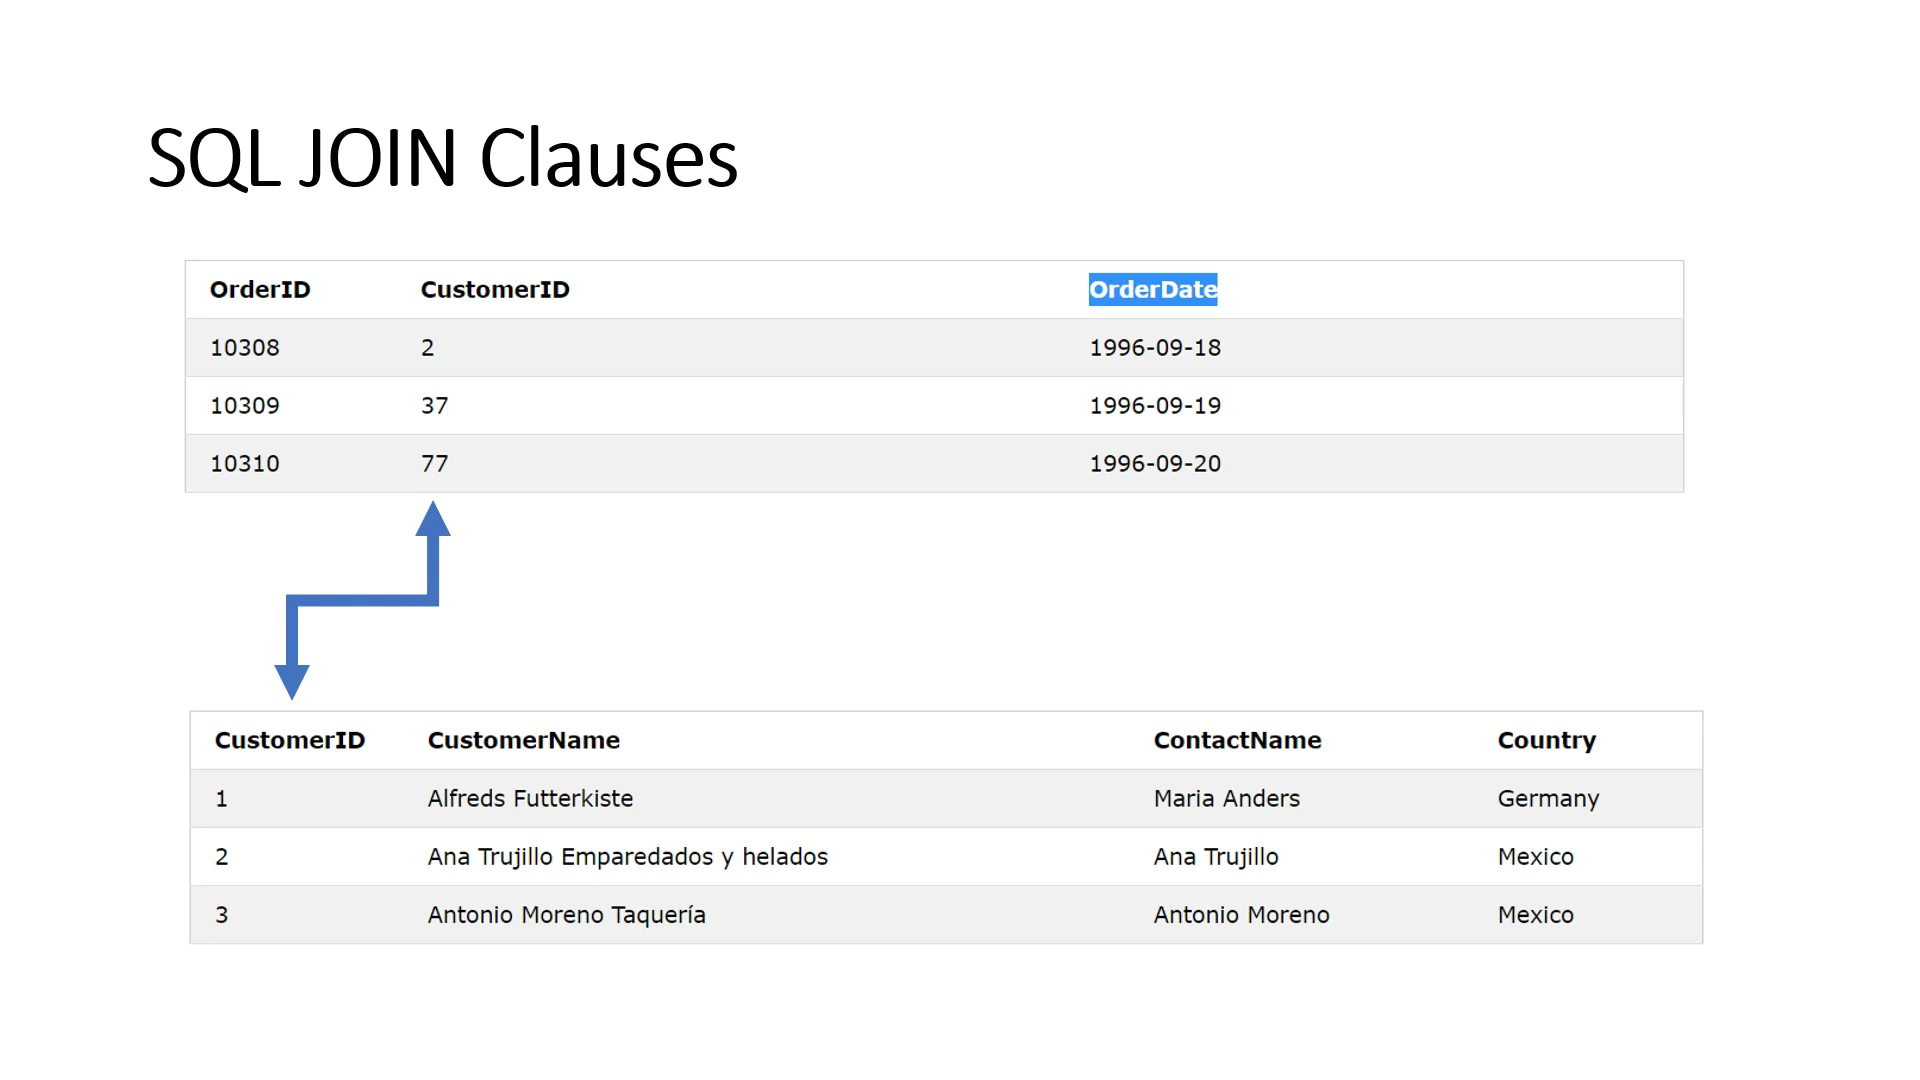 SQL JOIN Clauses
OrderID CustomerID OrderDate
10308 2 1996-09-18
10309 37 1996-09-19
10310 77 1996-09-20
CustomerID CustomerName ContactName Country
1 Alfreds Futterkiste Maria Anders Germany
2 Ana Trujillo Emparedados y helados Ana Trujillo Mexico
3 Antonio Moreno Taquería Antonio Moreno Mexico